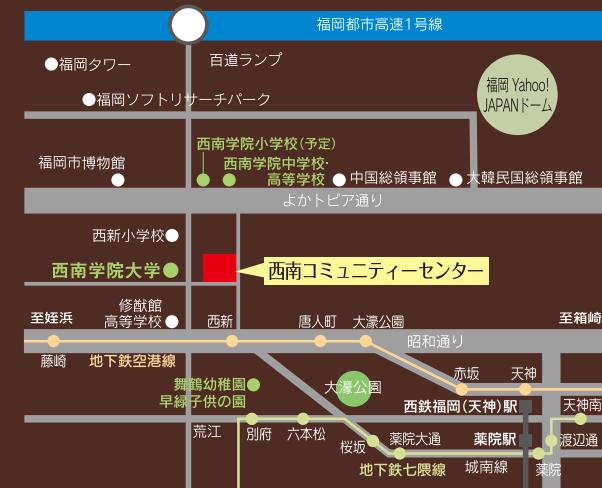 福岡都市高速1号線
福岡タワー
百道ランプ
福岡 Yahoo!
JAPANドーム
福岡ソフトリサーチパーク
西南学院小学校(予定)
福岡市博物館
西南学院中学校・
高等学校
中国総領事館
大韓民国総領事館
よかトピア通り
西新小学校
西南学院大学
西南コミュニティーセンター
修猷館
高等学校
至姪浜
西新
唐人町
大濠公園
至箱崎
昭和通り
藤崎
地下鉄空港線
赤坂
天神
舞鶴幼稚園
早緑子供の園
大濠公園
西鉄福岡(天神)駅
天神南
荒江
別府
六本松
桜坂
薬院大通
薬院駅
渡辺通
地下鉄七隈線
城南線
薬院